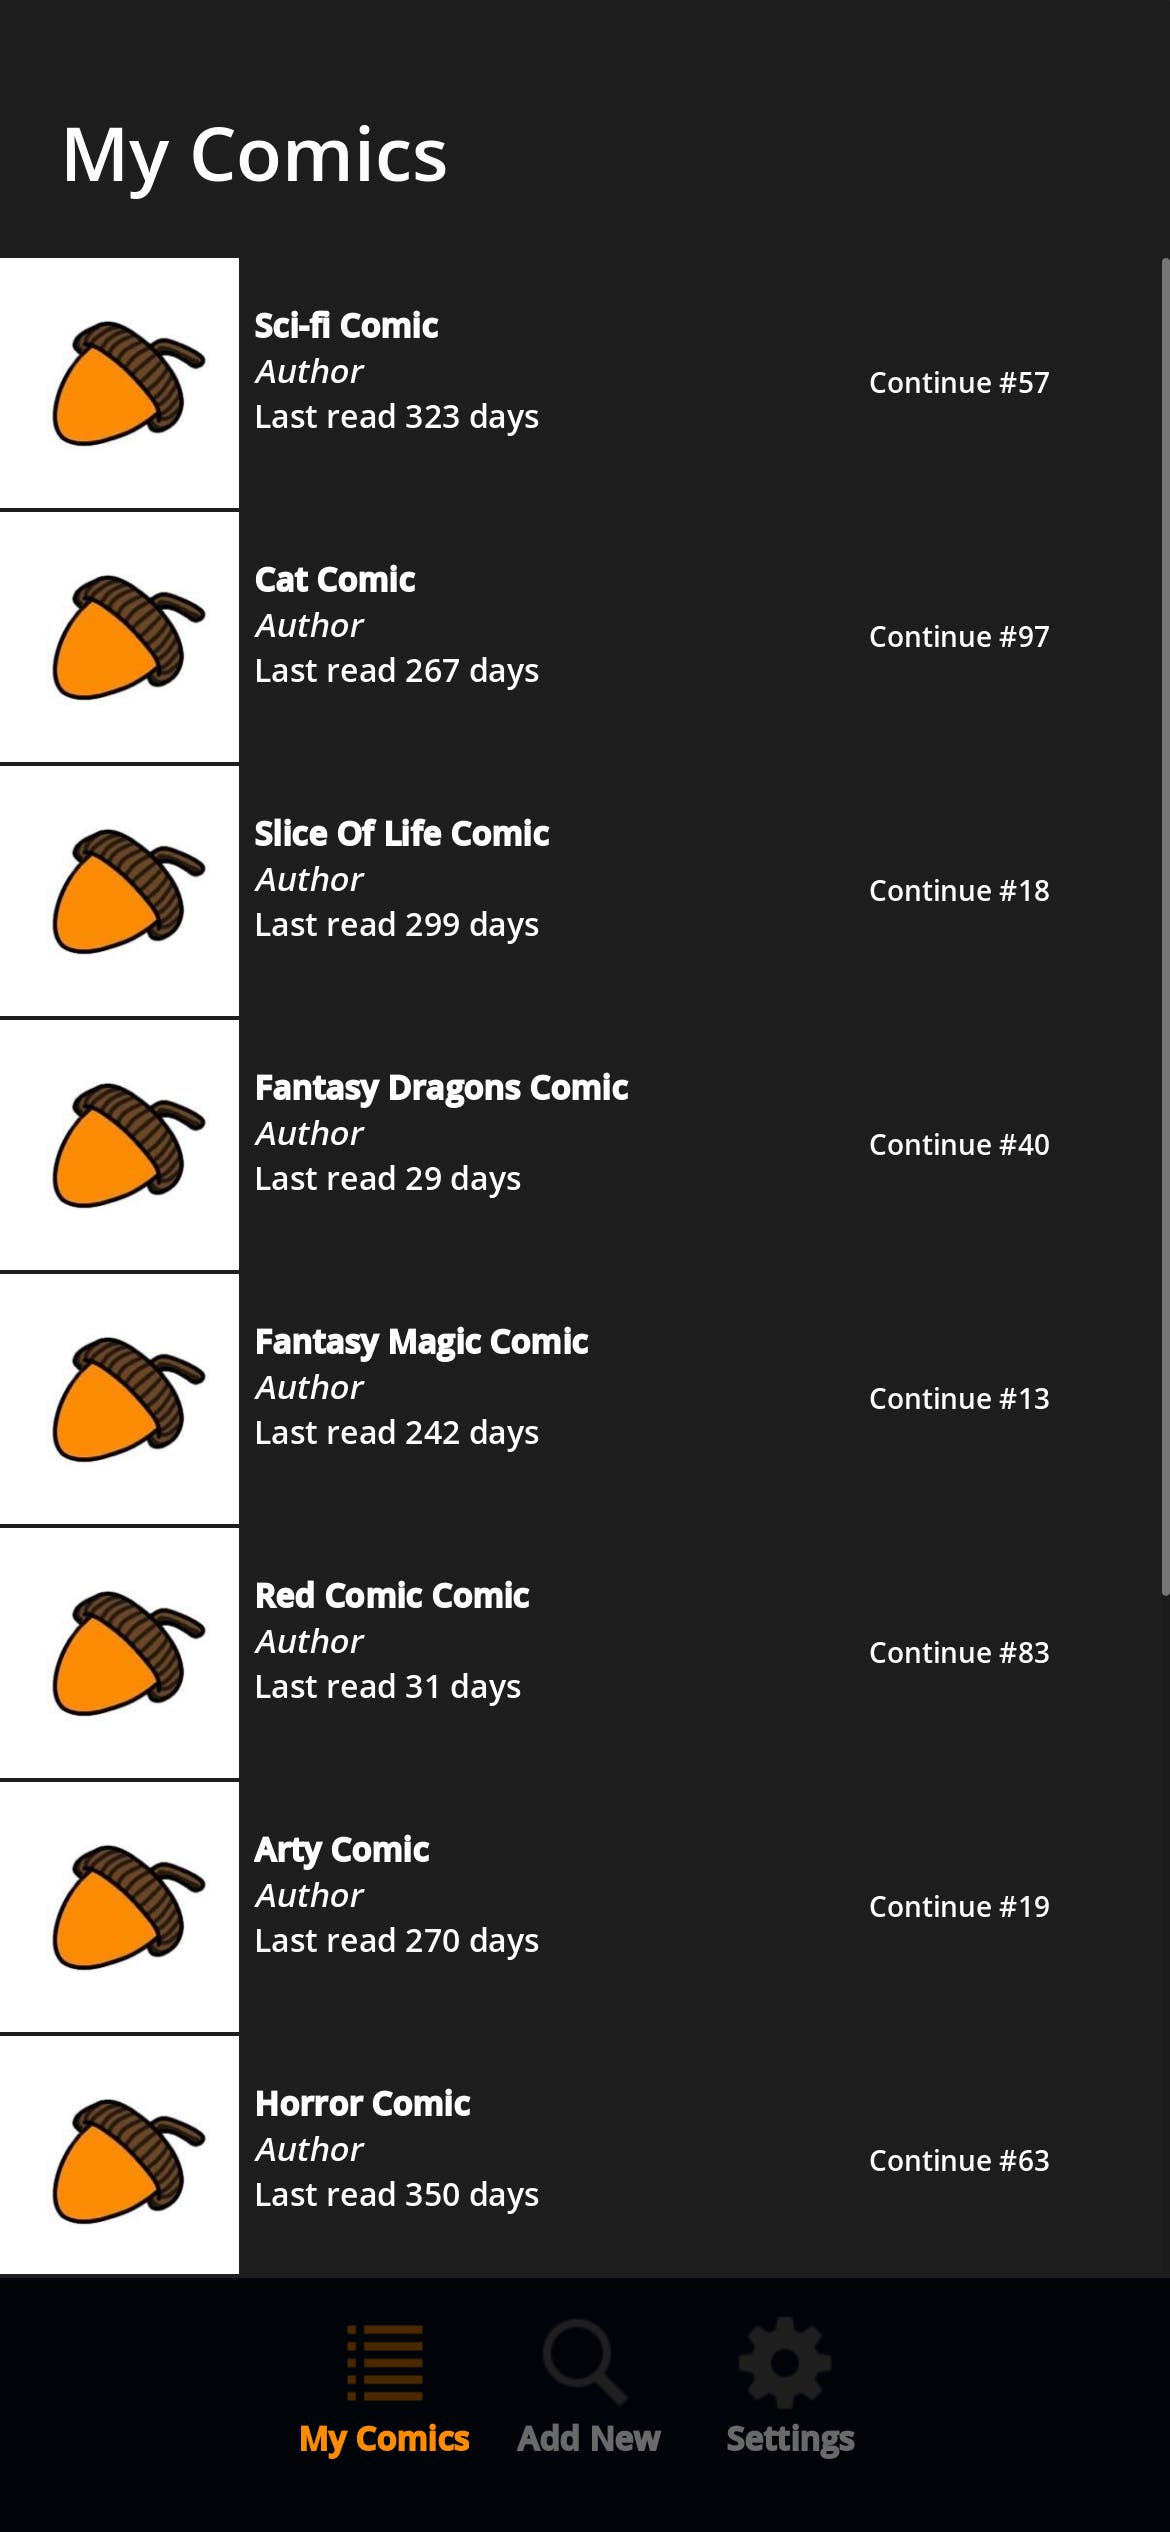 My Comics
Sci-fi Comic
Author
Last read 323 days
Continue #57
Cat Comic
Author
Last read 267 days
Continue #97
Slice Of Life Comic
Author
Last read 299 days
Continue #18
Fantasy Dragons Comic
Author
Last read 29 days
Continue #40
Fantasy Magic Comic
Author
Last read 242 days
Continue #13
Red Comic Comic
Author
Last read 31 days
Continue #83
Arty Comic
Author
Last read 270 days
Continue #19
Horror Comic
Author
Last read 350 days
Continue #63
My Comics Add New Settings